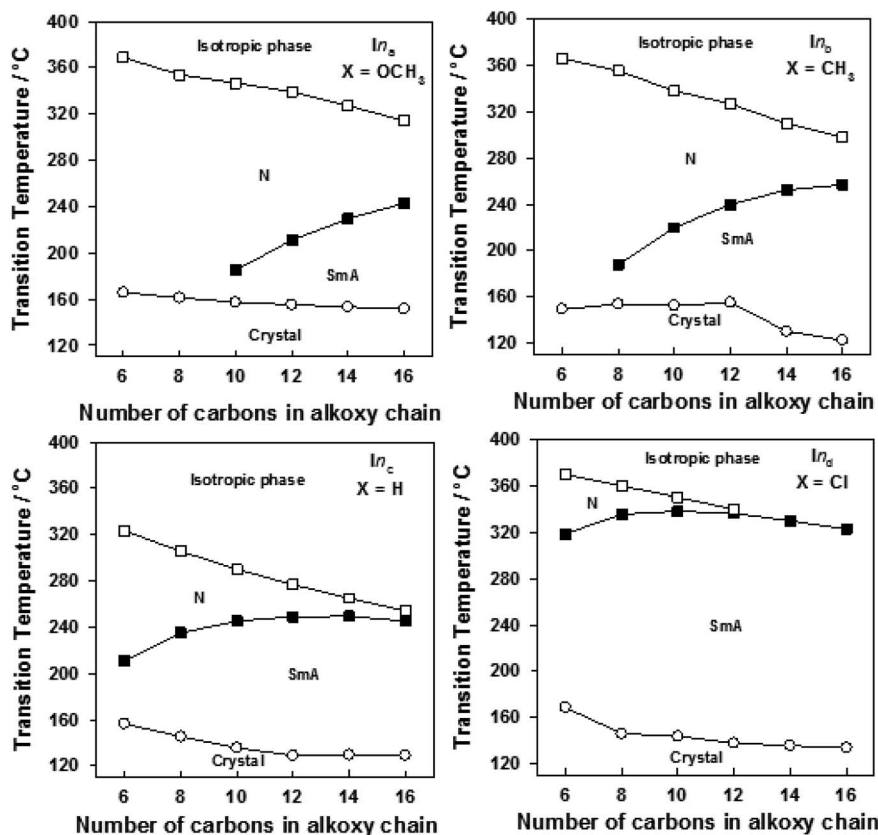 400
360
320
280
240
200
160
120
Transition Temperature / °C
Isotropic phase
Inₐ
X = OCH₃
N
SmA
Crystal
6 8 10 12 14 16
Number of carbons in alkoxy chain
400
360
320
280
240
200
160
120
Transition Temperature / °C
Isotropic phase
In_b
X = CH₃
N
SmA
Crystal
6 8 10 12 14 16
Number of carbons in alkoxy chain
400
360
320
280
240
200
160
120
Transition Temperature / °C
Isotropic phase
In_c
X = H
N
SmA
Crystal
6 8 10 12 14 16
Number of carbons in alkoxy chain
400
360
320
280
240
200
160
120
Transition Temperature / °C
Isotropic phase
In_d
X = Cl
N
SmA
Crystal
6 8 10 12 14 16
Number of carbons in alkoxy chain